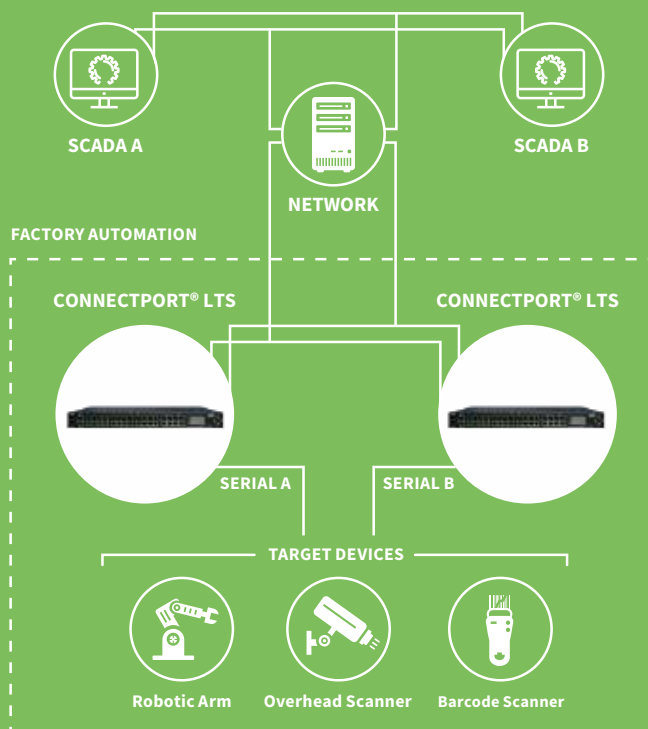 SCADA A
SCADA B
NETWORK
FACTORY AUTOMATION
CONNECTPORT® LTS
CONNECTPORT® LTS
SERIAL A
SERIAL B
TARGET DEVICES
Robotic Arm
Overhead Scanner
Barcode Scanner